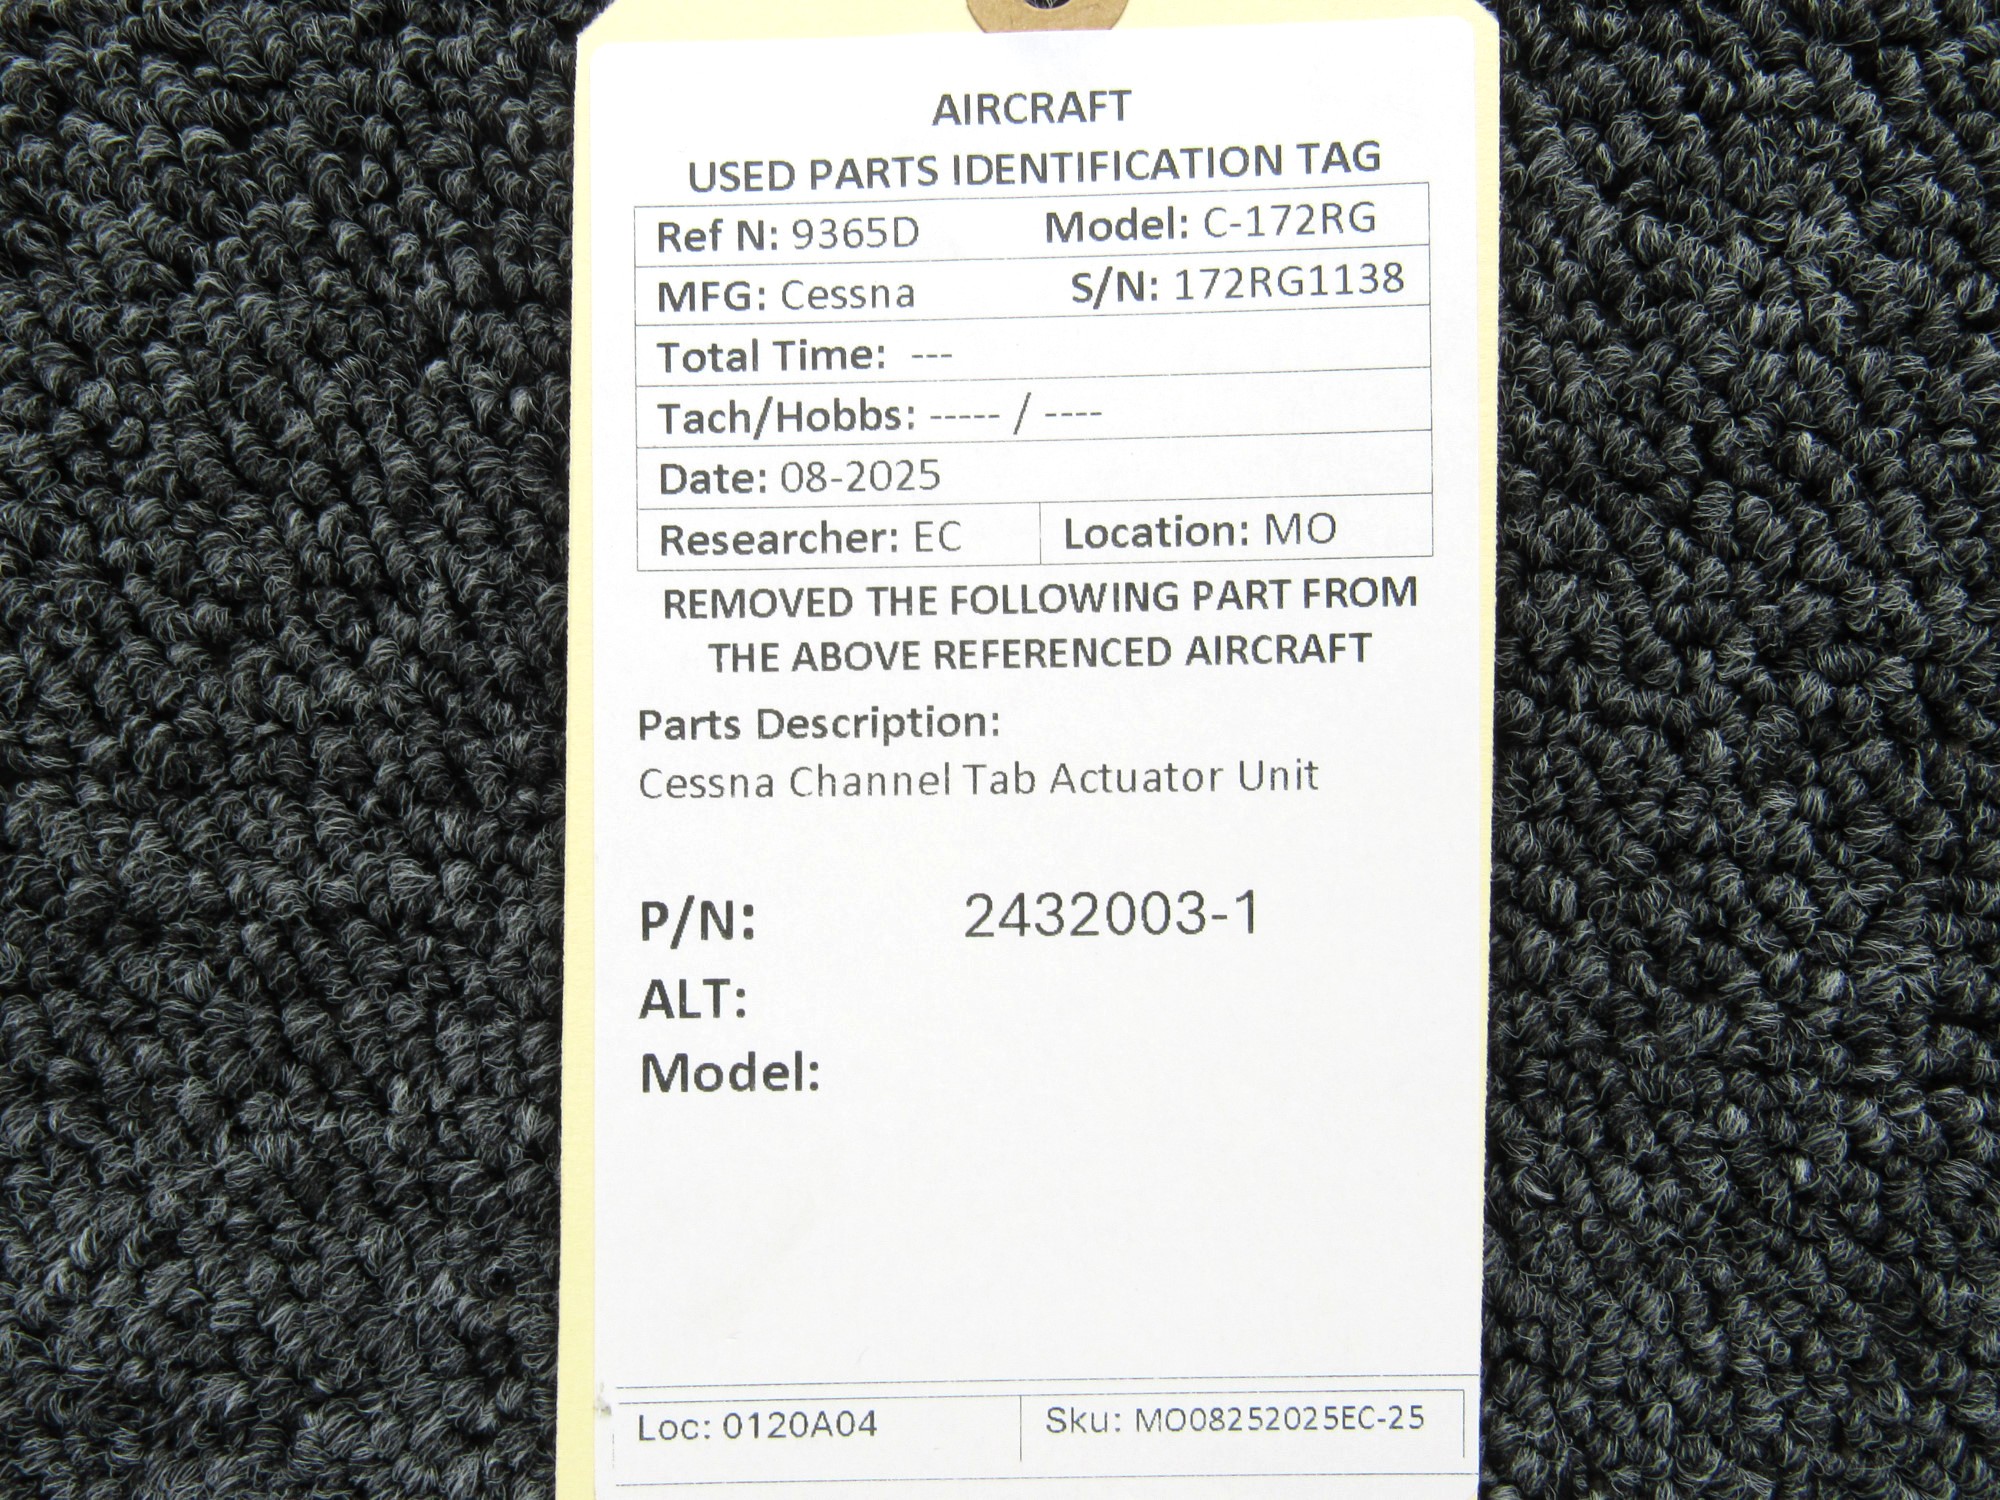 AIRCRAFT
USED PARTS IDENTIFICATION TAG
Ref N: 9365D Model: C-172RG
MFG: Cessna S/N: 172RG1138
Total Time: ---
Tach/Hobbs: ----- / ----
Date: 08-2025
Researcher: EC Location: MO
REMOVED THE FOLLOWING PART FROM
THE ABOVE REFERENCED AIRCRAFT
Parts Description:
Cessna Channel Tab Actuator Unit
P/N: 2432003-1
ALT:
Model:
Loc: 0120A04 Sku: MO08252025EC-25